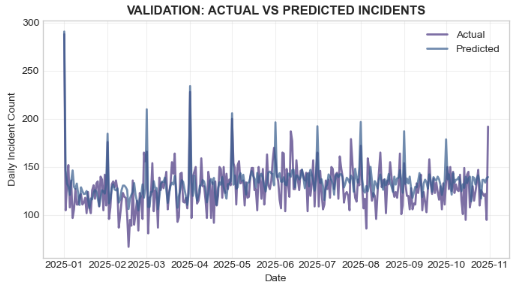 VALIDATION: ACTUAL VS PREDICTED INCIDENTS
300
250
200
150
100
Daily Incident Count
Actual
Predicted
2025-01 2025-02 2025-03 2025-04 2025-05 2025-06 2025-07 2025-08 2025-09 2025-10 2025-11
Date